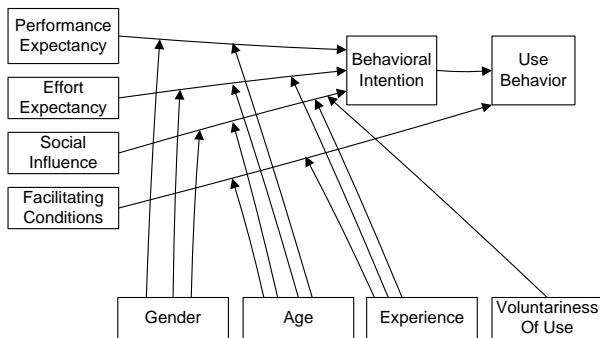 Performance
Expectancy
Effort
Expectancy
Social
Influence
Facilitating
Conditions
Behavioral
Intention
Use
Behavior
Gender
Age
Experience
Voluntariness
Of Use